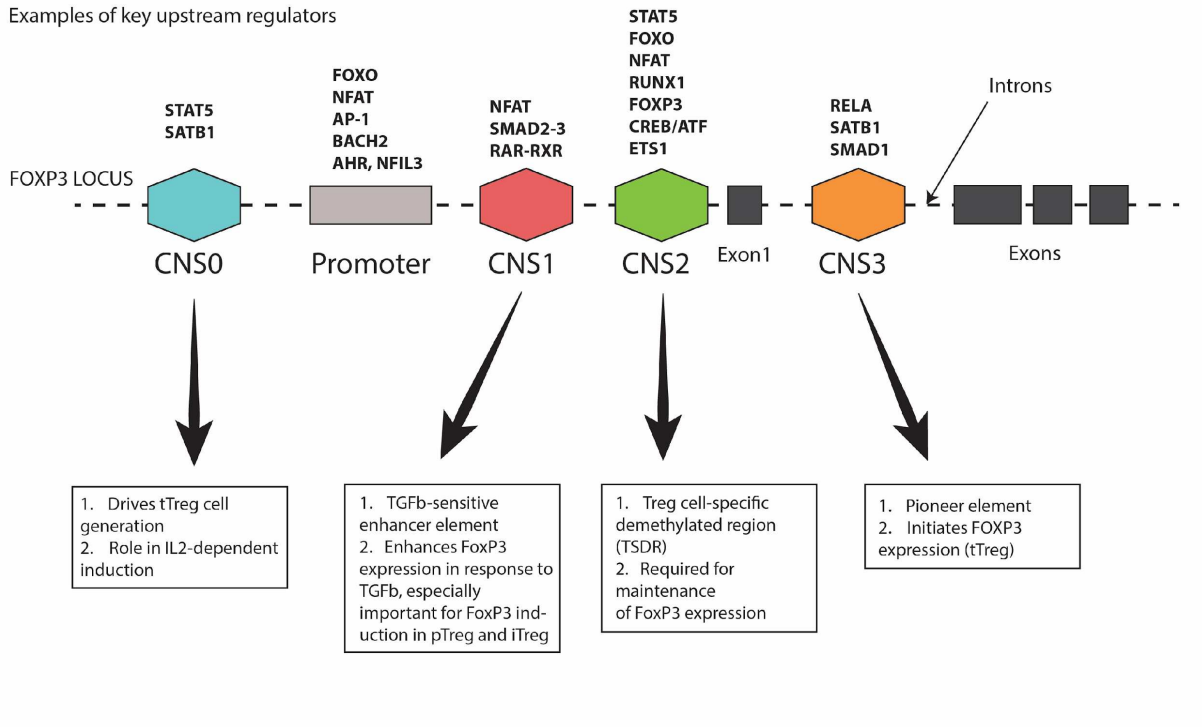 Examples of key upstream regulators
STAT5
SATB1
FOXO
NFAT
AP-1
BACH2
AHR, NFIL3
NFAT
SMAD2-3
RAR-RXR
STAT5
FOXO
NFAT
RUNX1
FOXP3
CREB/ATF
ETS1
RELA
SATB1
SMAD1
Introns
FOXP3 LOCUS
CNS0
Promoter
CNS1
CNS2
Exon1
CNS3
Exons
1. Drives tTreg cell
generation
2. Role in IL2-dependent
induction
1. TGFb-sensitive
enhancer element
2. Enhances FoxP3
expression in response to
TGFb, especially
important for FoxP3 ind-
uction in pTreg and iTreg
1. Treg cell-specific
demethylated region
(TSDR)
2. Required for
maintenance
of FoxP3 expression
1. Pioneer element
2. Initiates FOXP3
expression (tTreg)